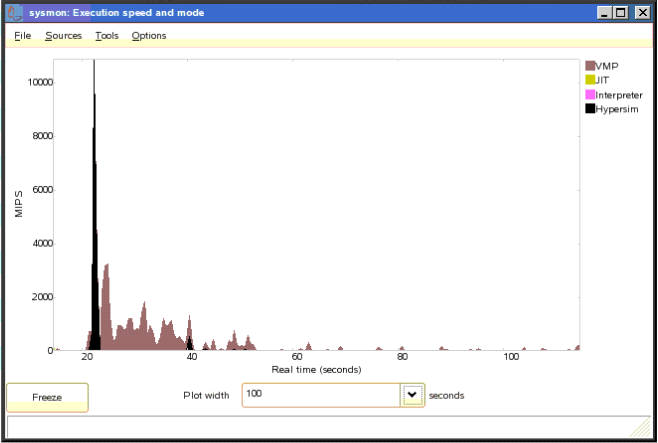 sysmon: Execution speed and mode
File Sources Tools Options
10000
8000
6000
4000
2000
0
MIPS
20 40 60 80 100
Real time (seconds)
VMP
JIT
Interpreter
Hypersim
Freeze Plot width 100 seconds